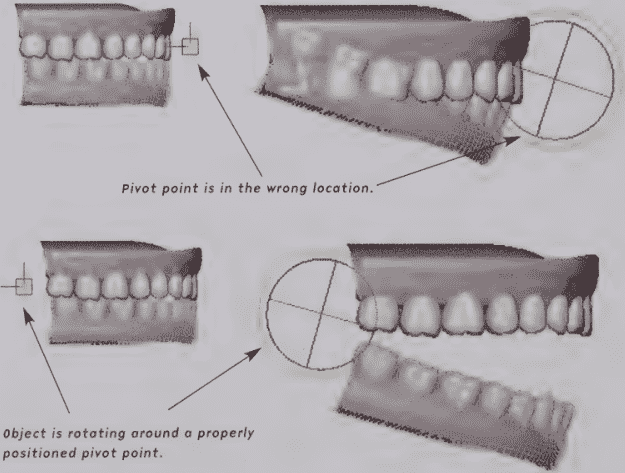 Pivot point is in the wrong location.
Object is rotating around a properly
positioned pivot point.